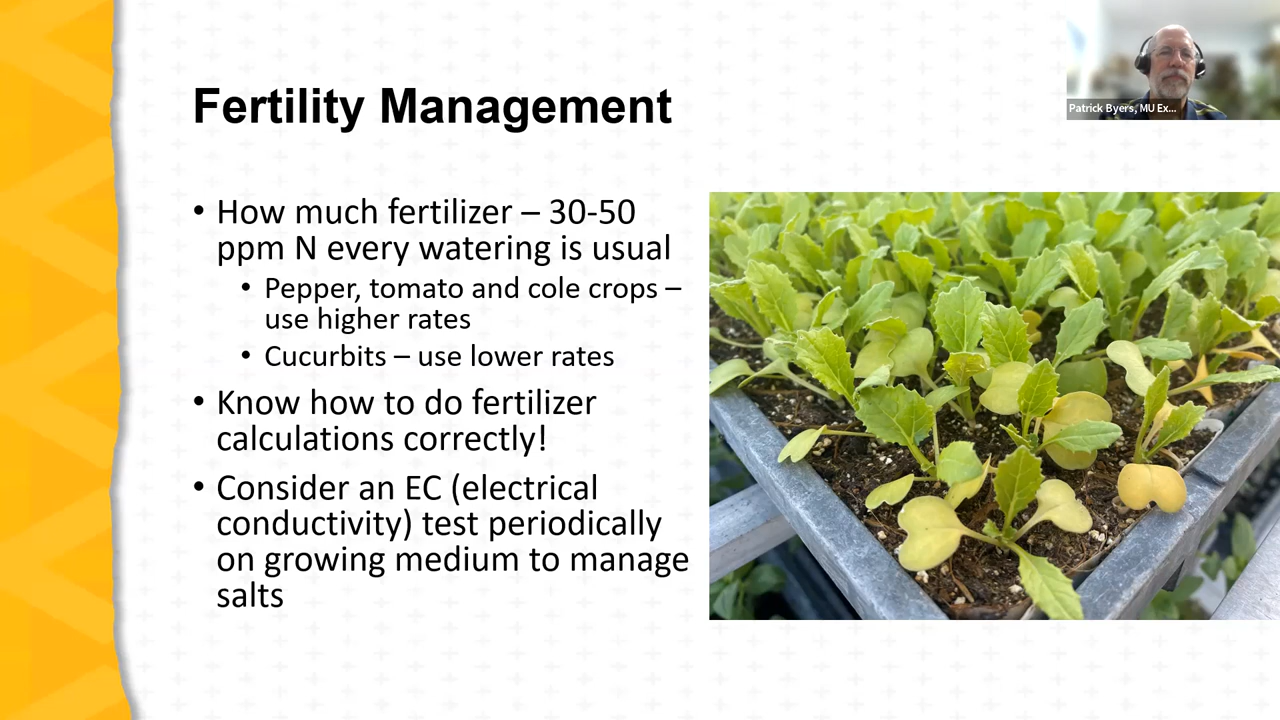 Fertility Management
Patrick Byers, MU Ex...
• How much fertilizer – 30-50
ppm N every watering is usual
• Pepper, tomato and cole crops –
use higher rates
• Cucurbits – use lower rates
• Know how to do fertilizer
calculations correctly!
• Consider an EC (electrical
conductivity) test periodically
on growing medium to manage
salts